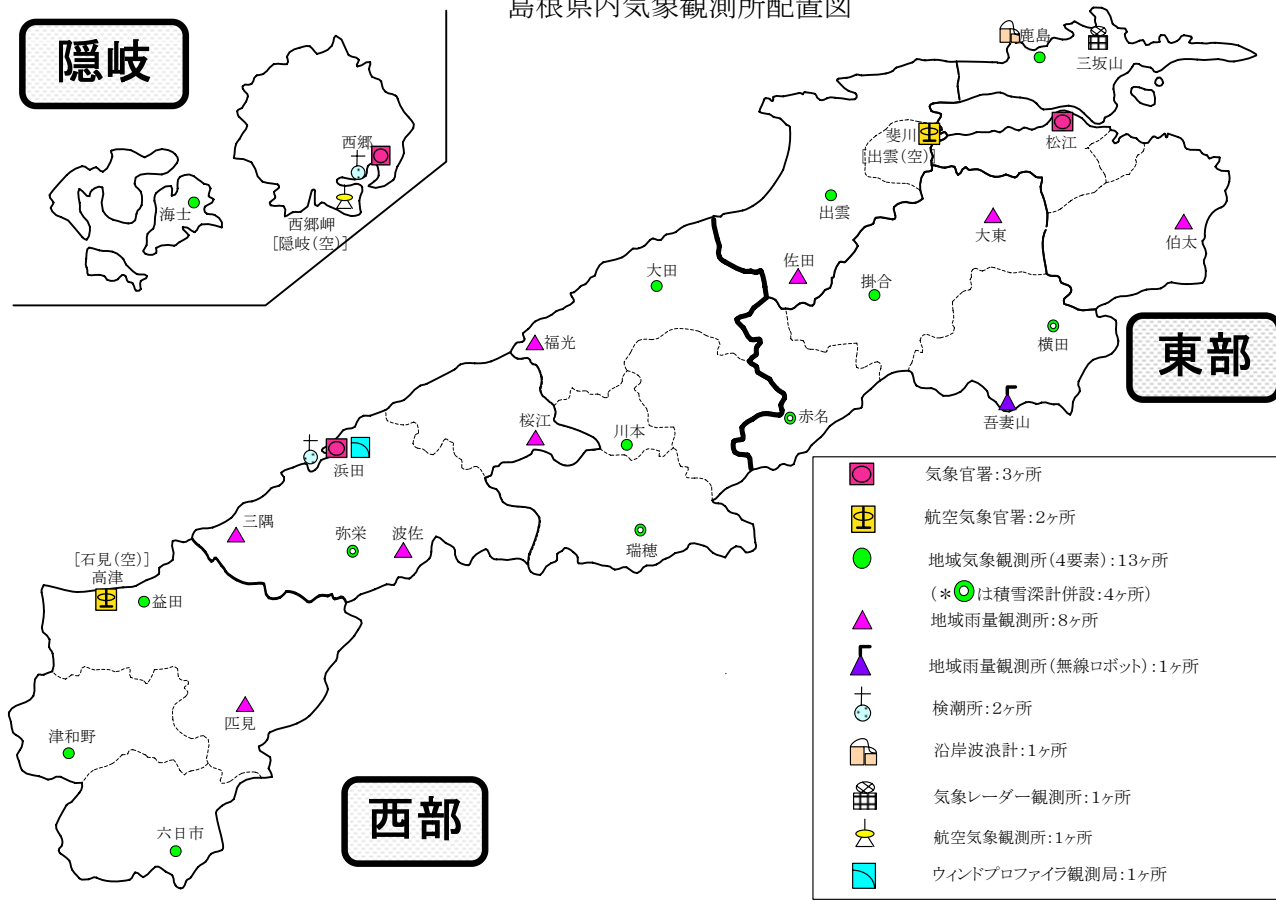 島根県内気象観測所配置図
隠岐
西郷
海士
西郷岬
[隠岐(空)]
鹿島
三坂山
斐川
[出雲(空)]
松江
出雲
大東
伯太
佐田
掛合
横田
大田
福光
東部
赤名
吾妻山
桜江
川本
浜田
三隅
弥栄
波佐
瑞穂
[石見(空)]
高津
益田
匹見
津和野
六日市
西部
気象官署:3ヶ所
航空気象官署:2ヶ所
地域気象観測所(4要素):13ヶ所
(*は積雪深計併設:4ヶ所)
地域雨量観測所:8ヶ所
地域雨量観測所(無線ロボット):1ヶ所
検潮所:2ヶ所
沿岸波浪計:1ヶ所
気象レーダー観測所:1ヶ所
航空気象観測所:1ヶ所
ウィンドプロファイラ観測局:1ヶ所